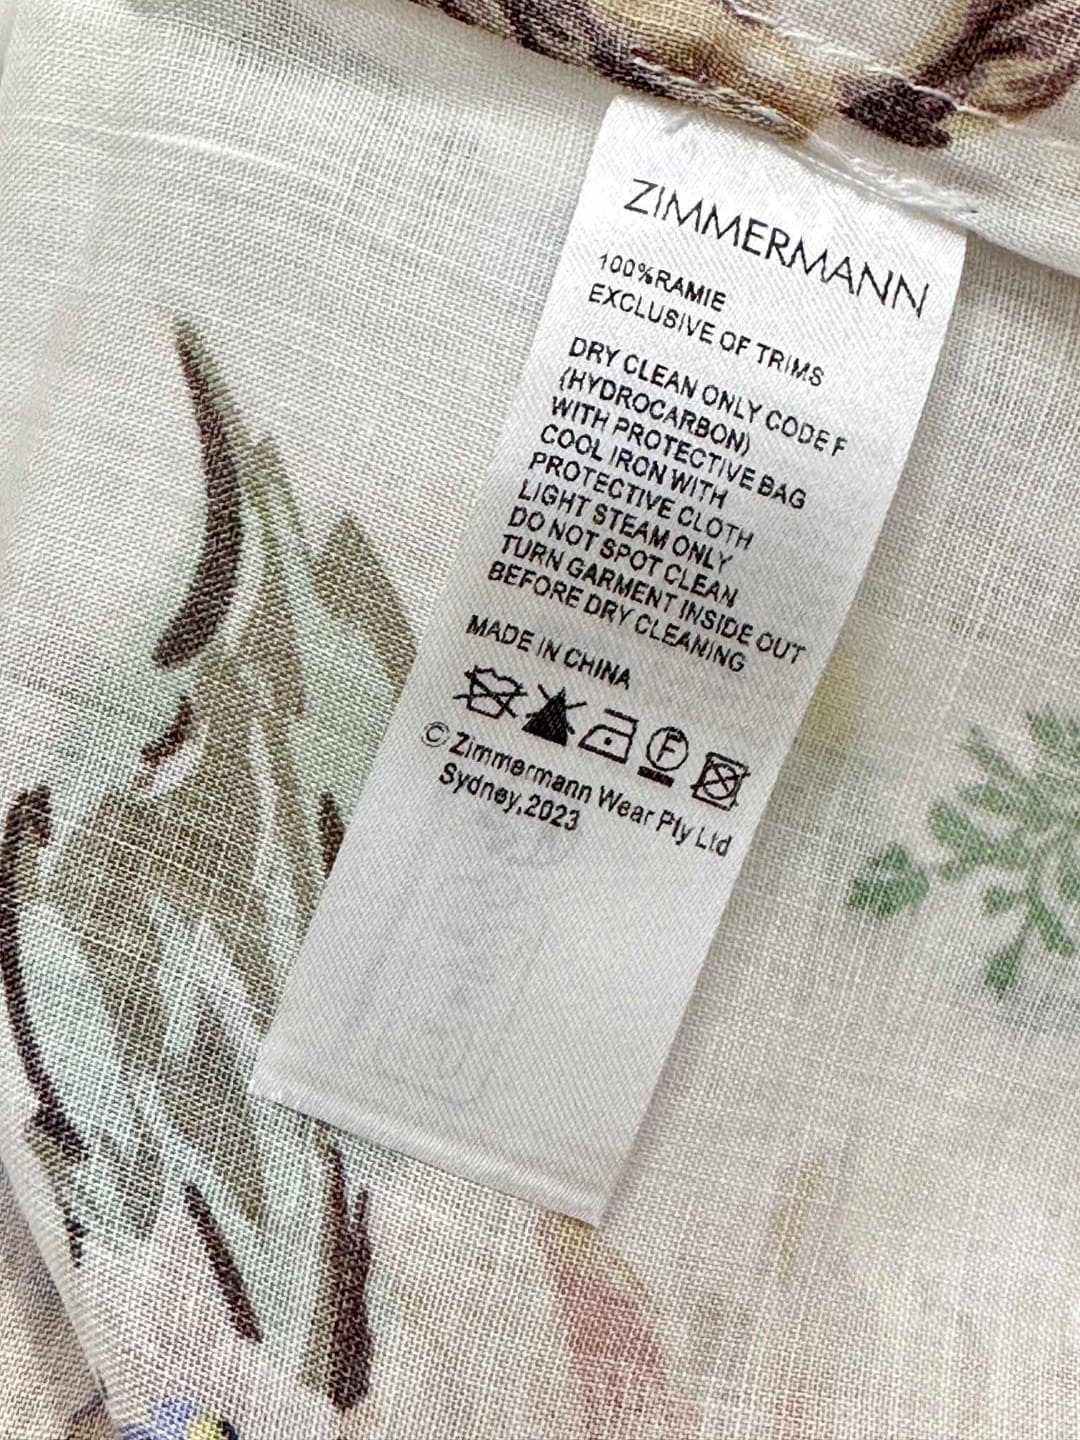 ZIMMERMANN
100%RAMIE
EXCLUSIVE OF TRIMS
DRY CLEAN ONLY CODE F
(HYDROCARBON)
WITH PROTECTIVE BAG
COOL IRON WITH
PROTECTIVE CLOTH
LIGHT STEAM ONLY
DO NOT SPOT CLEAN
TURN GARMENT INSIDE OUT
BEFORE DRY CLEANING
MADE IN CHINA
F
© Zimmermann Wear Pty Ltd
Sydney,2023